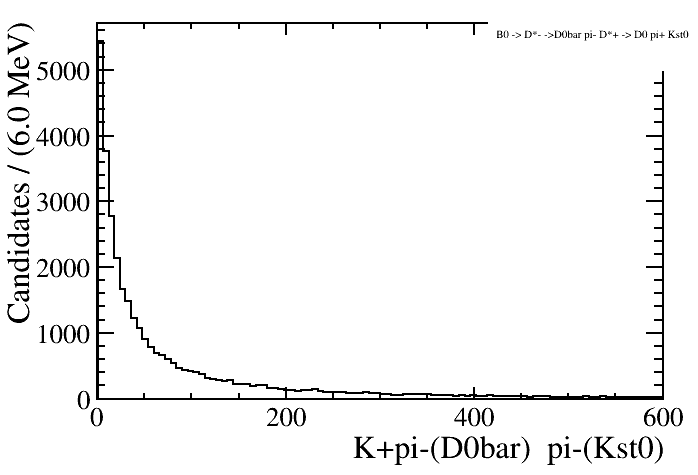 B0 -> D*- ->D0bar pi- D*+ -> D0 pi+ Kst0
Candidates / (6.0 MeV)
5000
4000
3000
2000
1000
0
0 200 400 600
K+pi-(D0bar) pi-(Kst0)